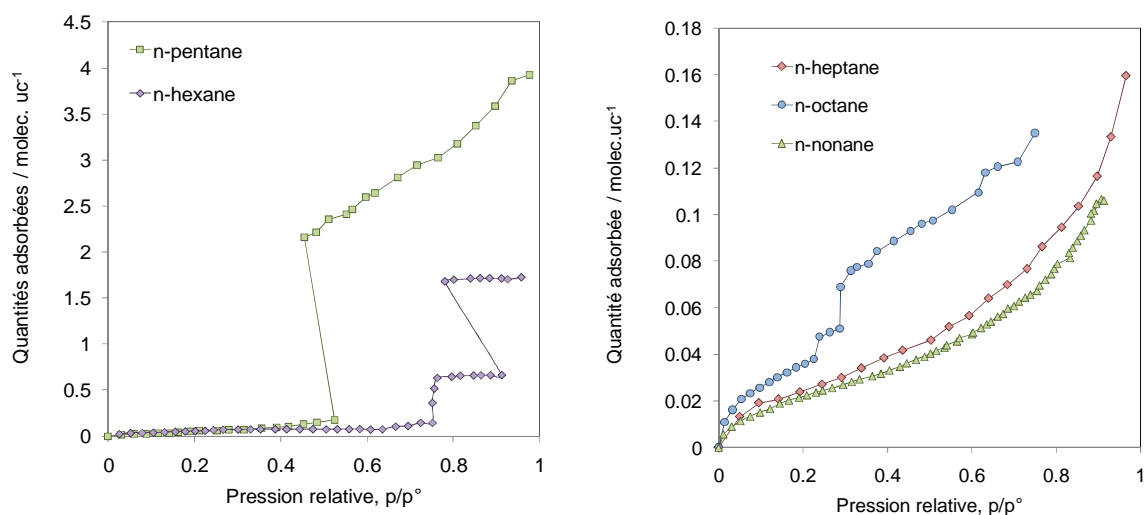 Quantités adsorbées / molec. uc⁻¹
4.5
4
3.5
3
2.5
2
1.5
1
0.5
0
n-pentane
n-hexane
0 0.2 0.4 0.6 0.8 1
Pression relative, p/p°
Quantité adsorbée / molec.uc⁻¹
0.18
0.16
0.14
0.12
0.1
0.08
0.06
0.04
0.02
0
n-heptane
n-octane
n-nonane
0 0.2 0.4 0.6 0.8 1
Pression relative, p/p°